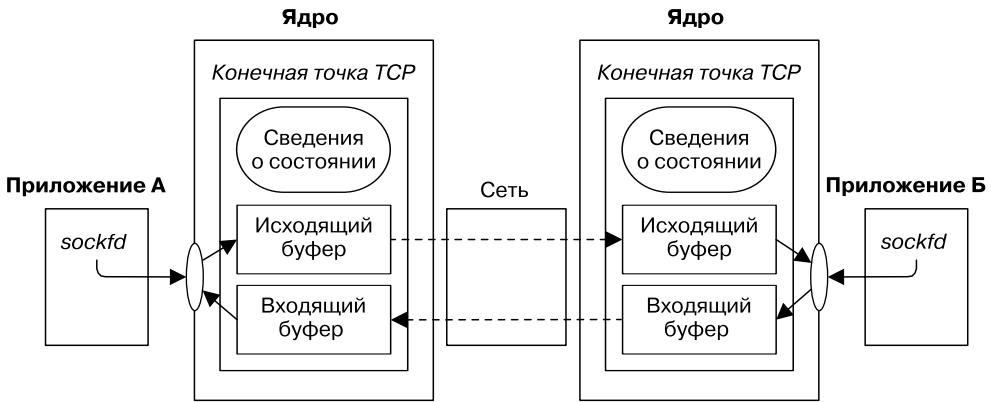 Ядро
Ядро
Конечная точка TCP
Конечная точка TCP
Сведения
о состоянии
Сведения
о состоянии
Приложение А
Сеть
Приложение Б
sockfd
Исходящий
буфер
Исходящий
буфер
sockfd
Входящий
буфер
Входящий
буфер